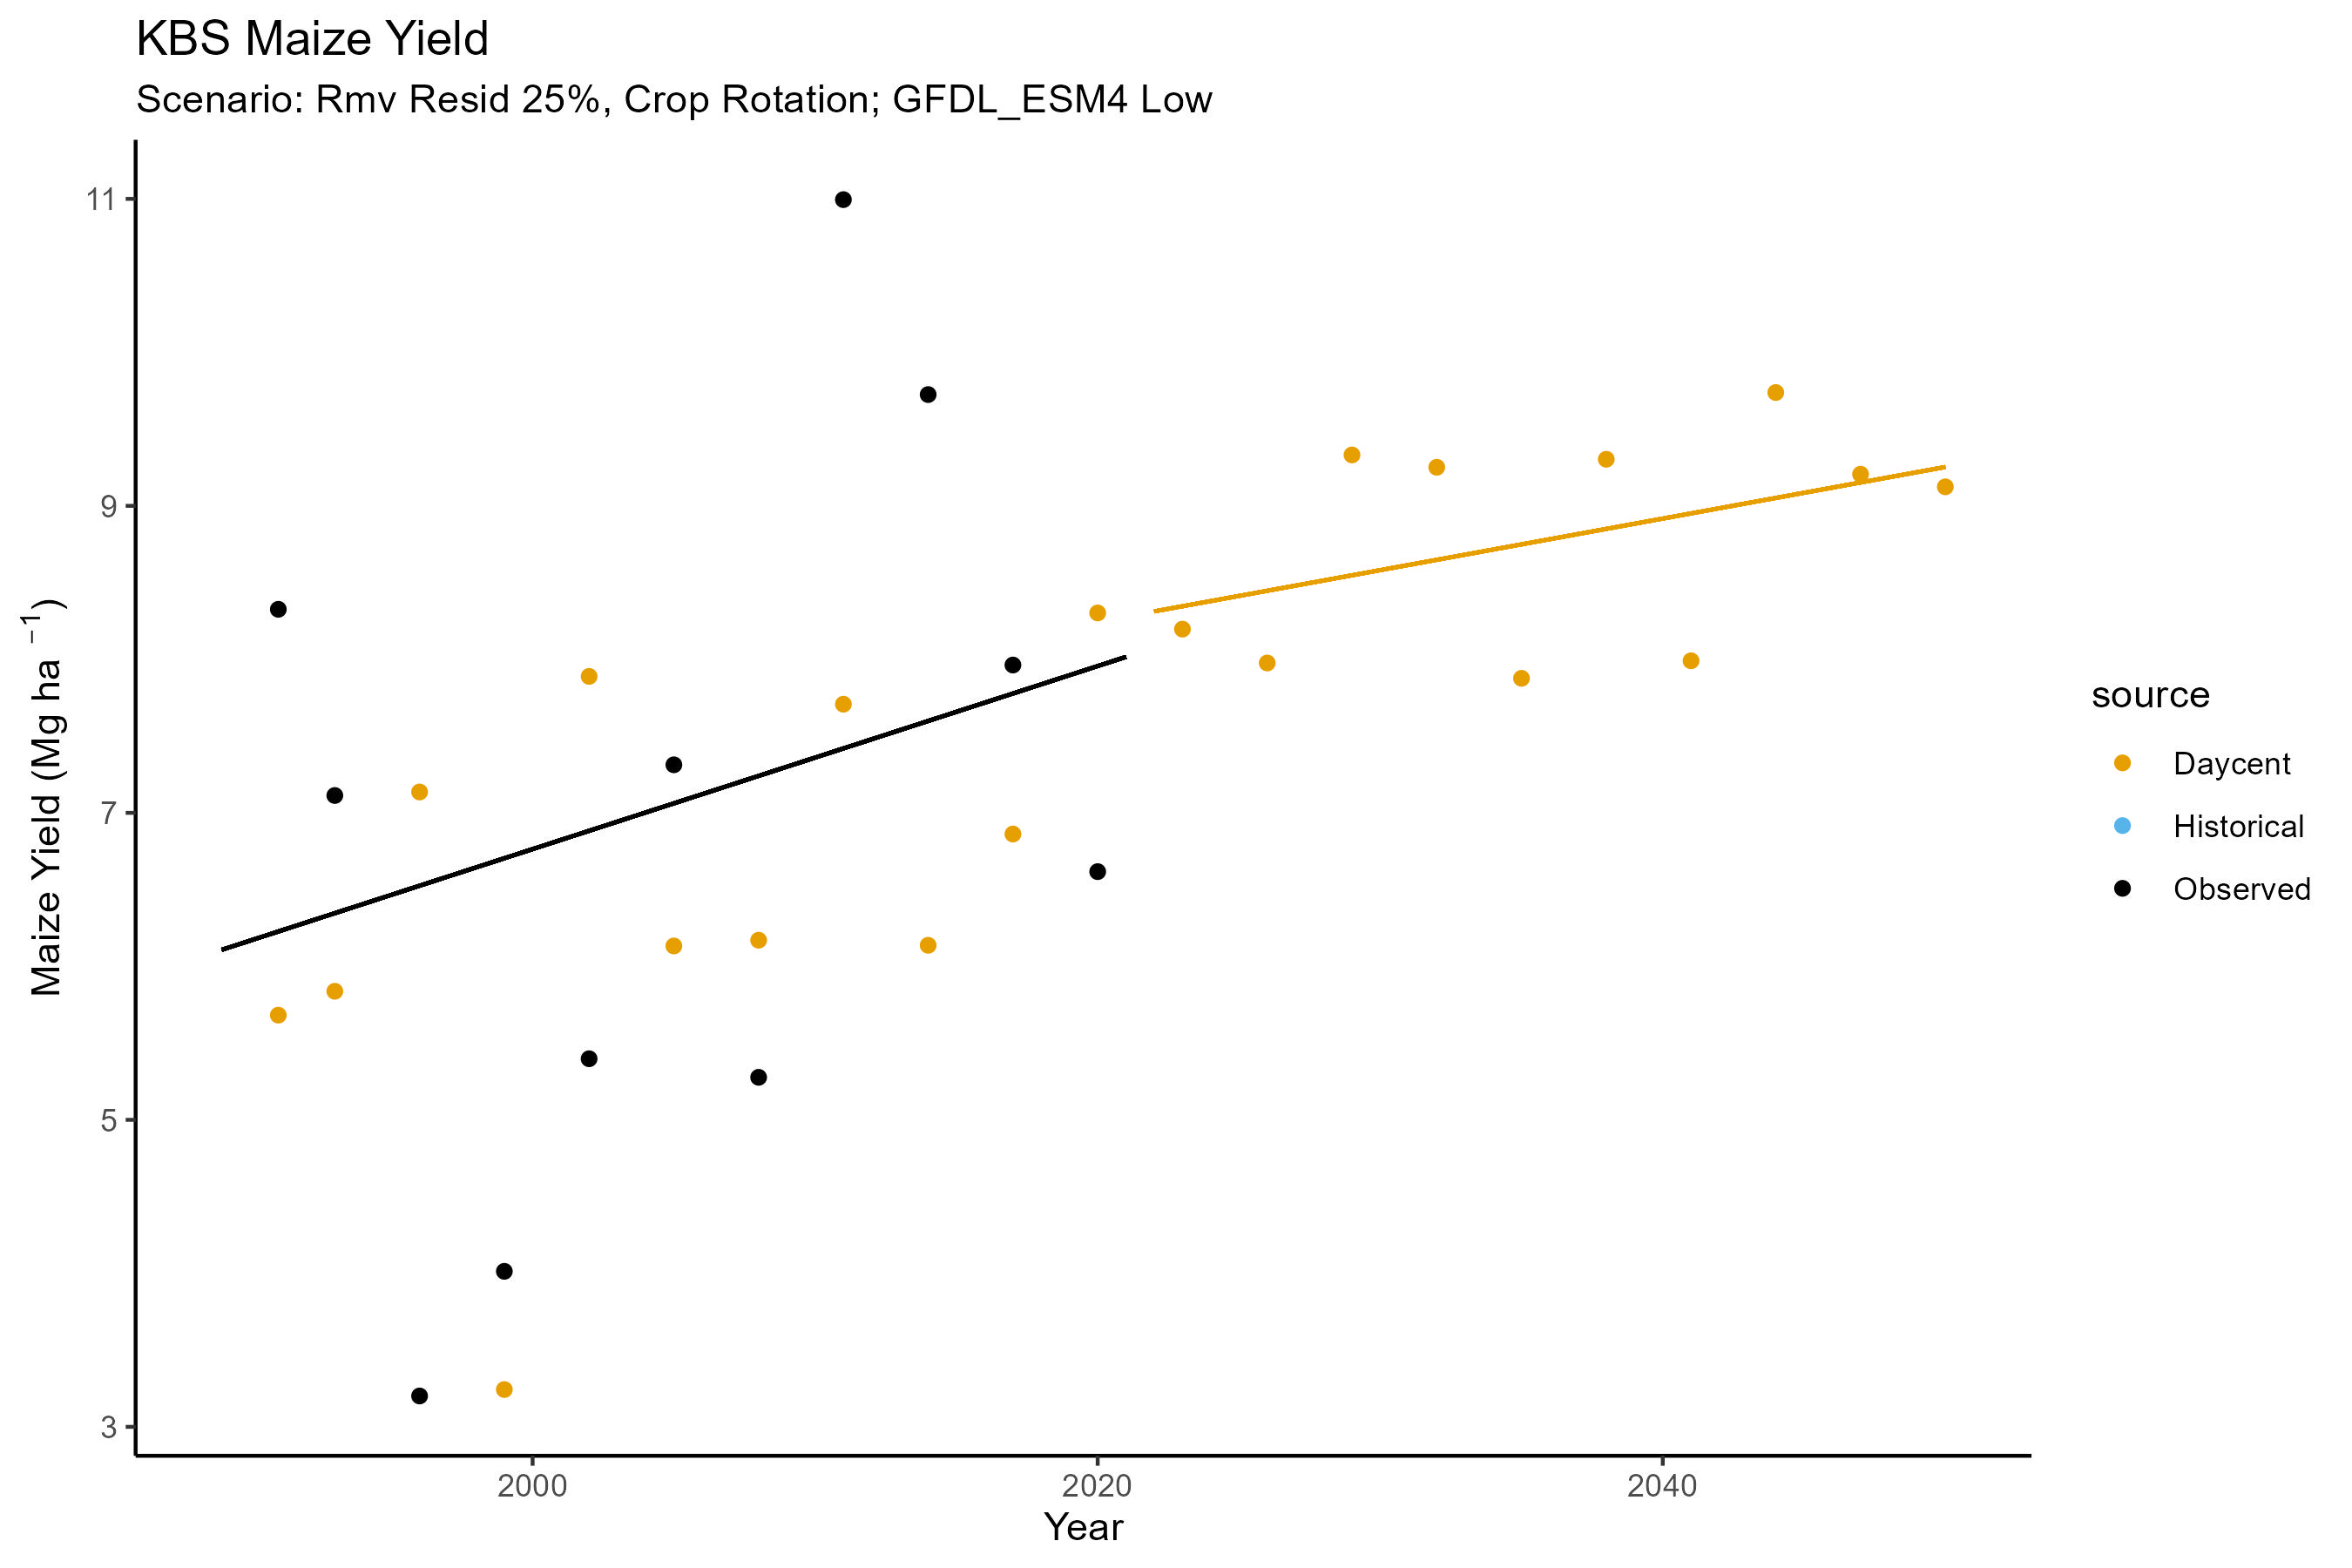 KBS Maize Yield
Scenario: Rmv Resid 25%, Crop Rotation; GFDL_ESM4 Low
11
9
7
5
3
Maize Yield (Mg ha⁻¹)
2000
2020
2040
Year
source
Daycent
Historical
Observed